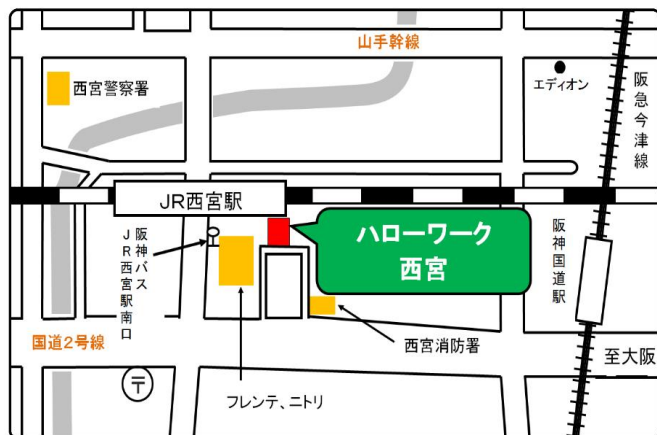 山手幹線
西宮警察署
エディオン
阪急今津線
JR西宮駅
ハローワーク
西宮
阪神バス
JR西宮駅南口
阪神国道駅
国道2号線
西宮消防署
至大阪
〒
フレンテ、ニトリ